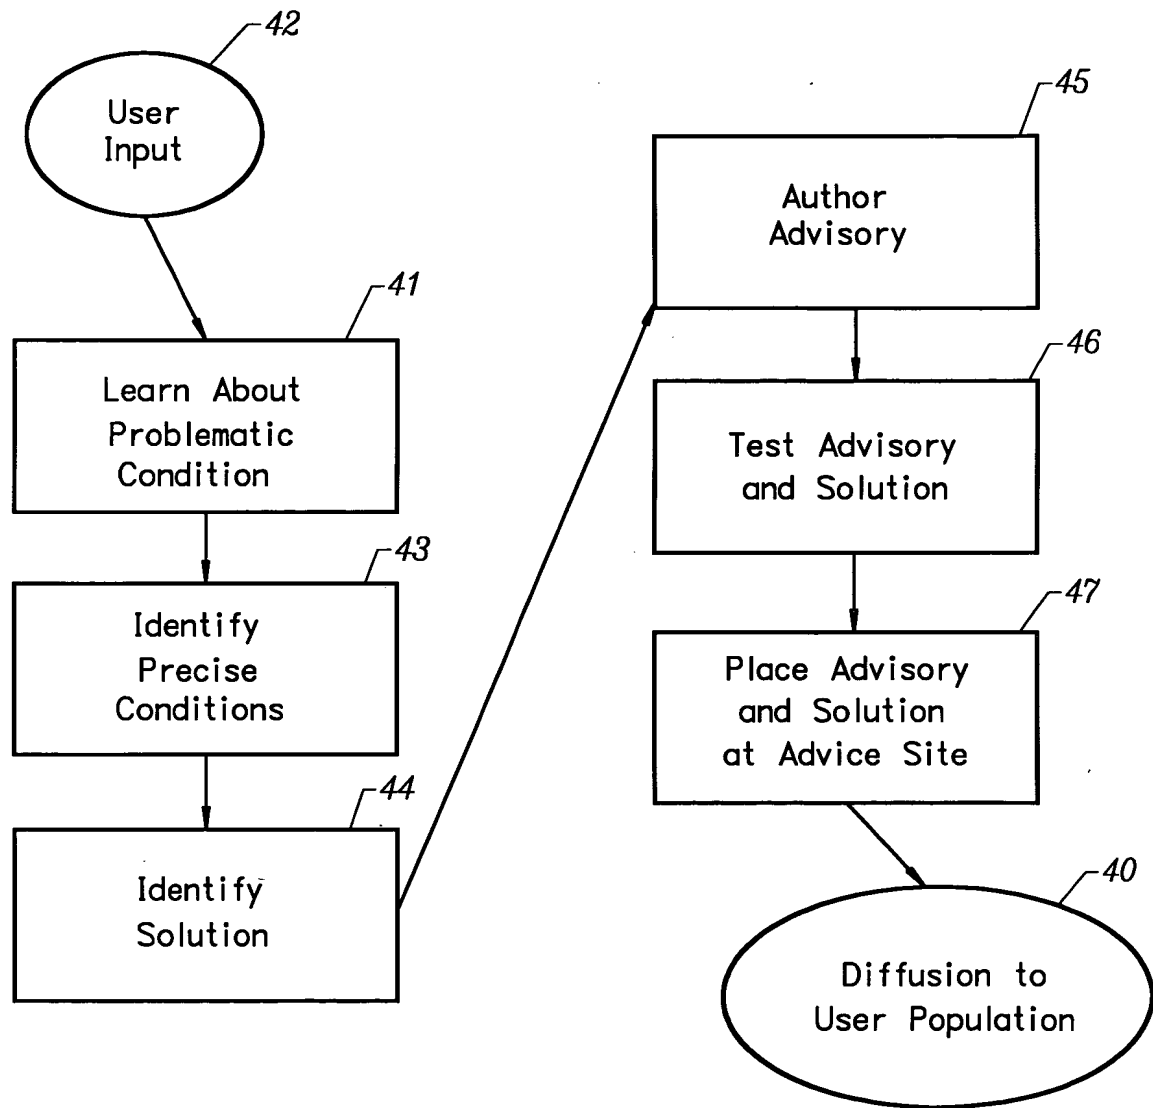 42
User
Input
41
Learn About
Problematic
Condition
43
Identify
Precise
Conditions
44
Identify
Solution
45
Author
Advisory
46
Test Advisory
and Solution
47
Place Advisory
and Solution
at Advice Site
40
Diffusion to
User Population